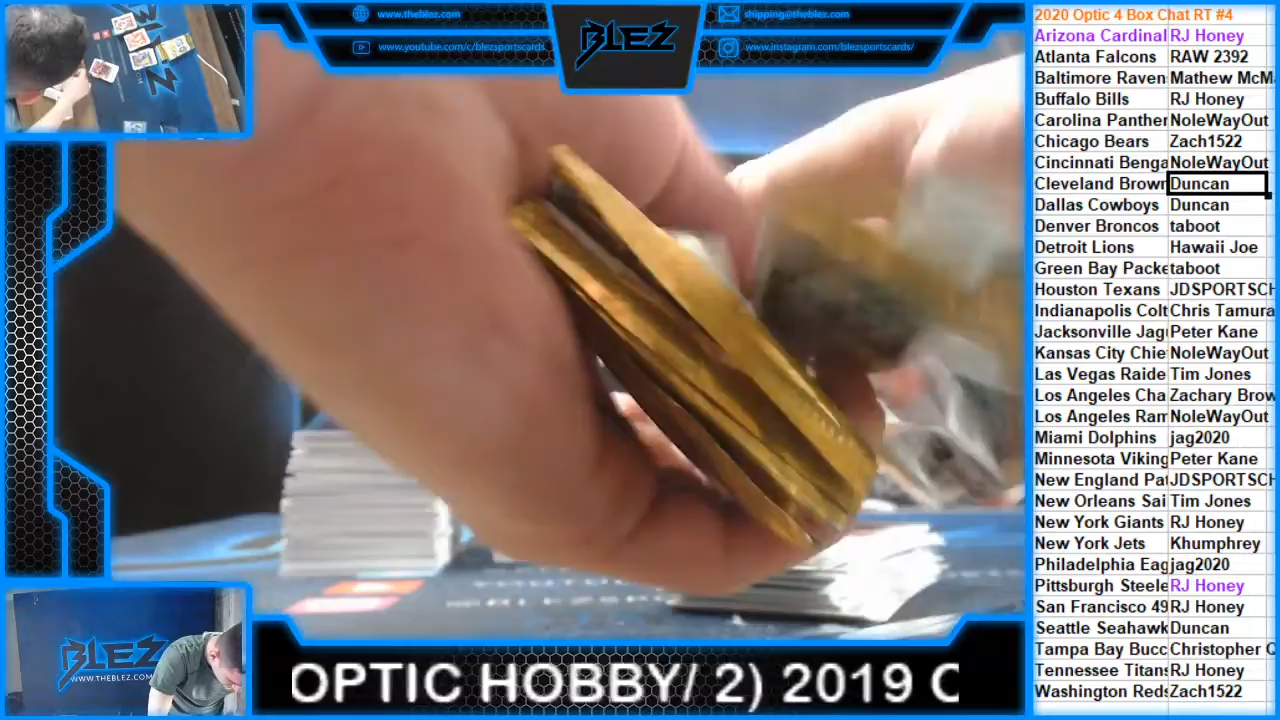 www.theblez.com
shipping@theblez.com
www.youtube.com/c/blezsportscards
www.instagram.com/blezsportscards/
BLEZ
2020 Optic 4 Box Chat RT #4
Arizona Cardinal RJ Honey
Atlanta Falcons RAW 2392
Baltimore Raven Mathew McM
Buffalo Bills RJ Honey
Carolina Panther NoleWayOut
Chicago Bears Zach1522
Cincinnati Benga NoleWayOut
Cleveland Brown Duncan
Dallas Cowboys Duncan
Denver Broncos taboot
Detroit Lions Hawaii Joe
Green Bay Packe taboot
Houston Texans JDSPORTSCH
Indianapolis Colt Chris Tamura
Jacksonville Jagu Peter Kane
Kansas City Chie NoleWayOut
Las Vegas Raide Tim Jones
Los Angeles Cha Zachary Brow
Los Angeles Ram NoleWayOut
Miami Dolphins jag2020
Minnesota Viking Peter Kane
New England Pat JDSPORTSCH
New Orleans Sai Tim Jones
New York Giants RJ Honey
New York Jets Khumphrey
Philadelphia Eag jag2020
Pittsburgh Steele RJ Honey
San Francisco 49 RJ Honey
Seattle Seahawk Duncan
Tampa Bay Bucc Christopher Q
Tennessee Titans RJ Honey
Washington Reds Zach1522
BLEZ
WWW.THEBLEZ.COM
OPTIC HOBBY/ 2) 2019 O